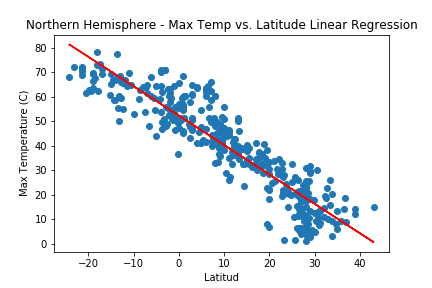 Northern Hemisphere - Max Temp vs. Latitude Linear Regression
80
70
60
50
40
30
20
10
0
Max Temperature (C)
−20 −10 0 10 20 30 40
Latitud